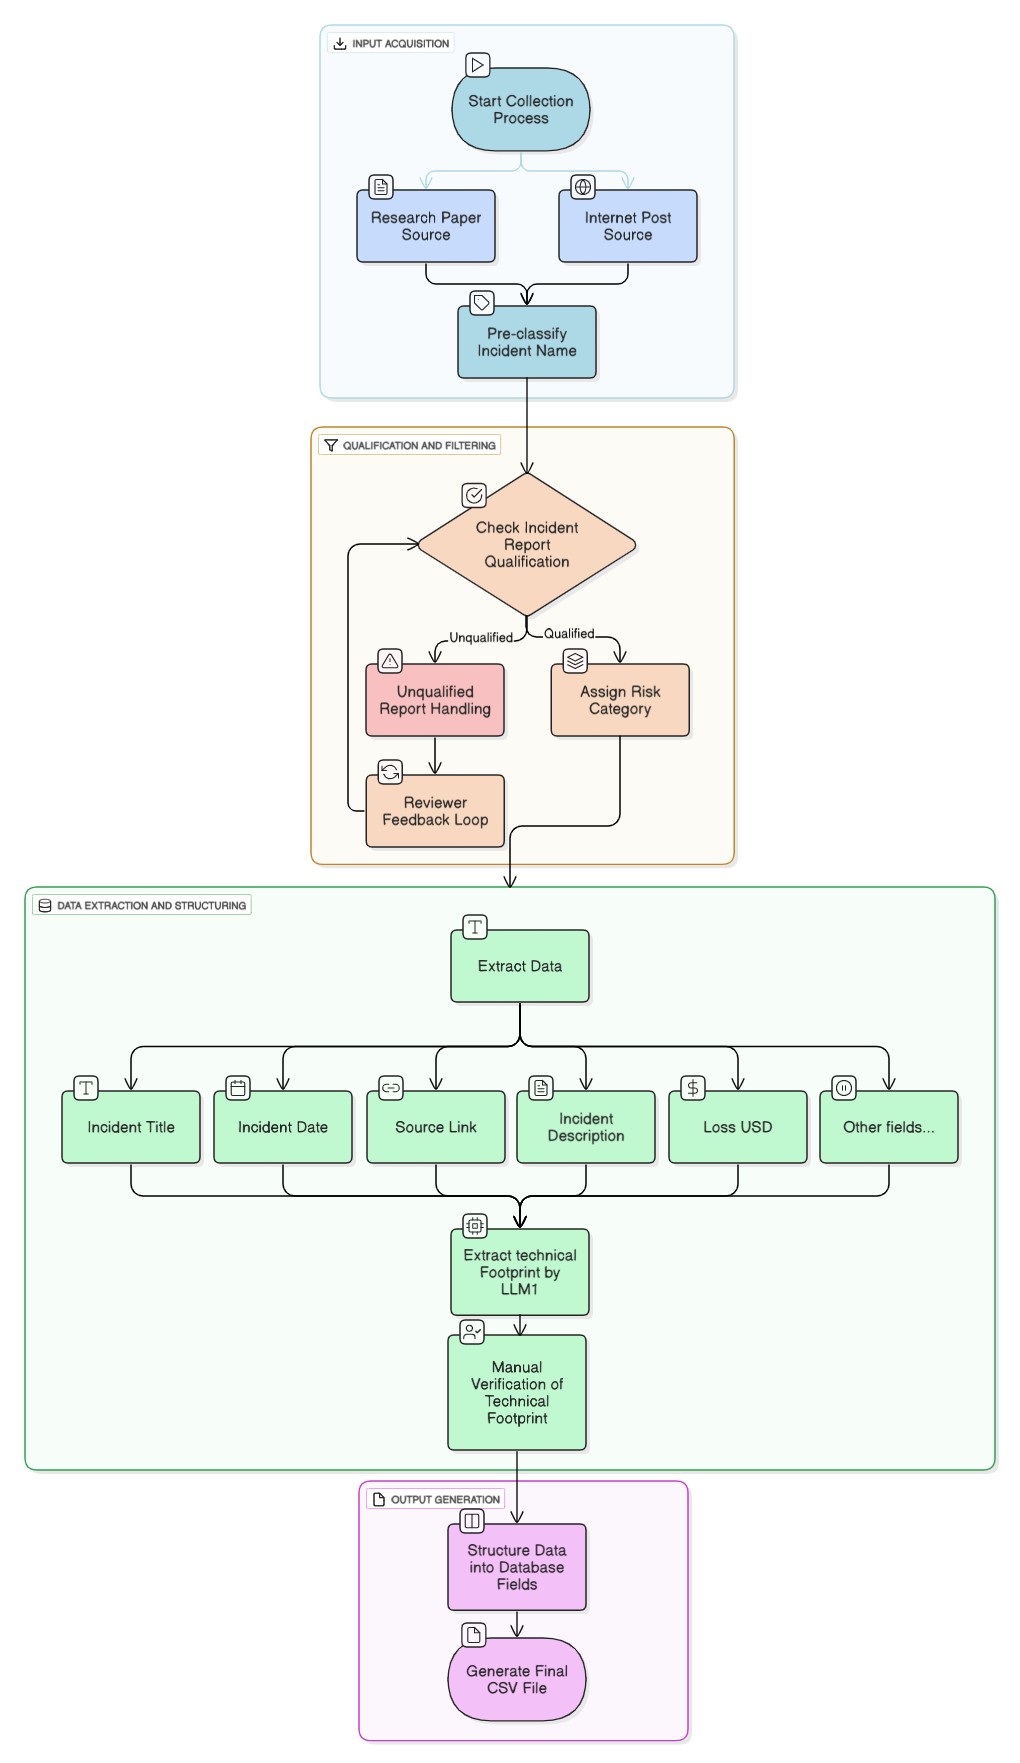 INPUT ACQUISITION
Start Collection
Process
Research Paper
Source
Internet Post
Source
Pre-classify
Incident Name
QUALIFICATION AND FILTERING
Check Incident
Report
Qualification
Unqualified
Qualified
Unqualified
Report Handling
Assign Risk
Category
Reviewer
Feedback Loop
DATA EXTRACTION AND STRUCTURING
Extract Data
Incident Title
Incident Date
Source Link
Incident
Description
Loss USD
Other fields...
Extract technical
Footprint by
LLM1
Manual
Verification of
Technical
Footprint
OUTPUT GENERATION
Structure Data
into Database
Fields
Generate Final
CSV File